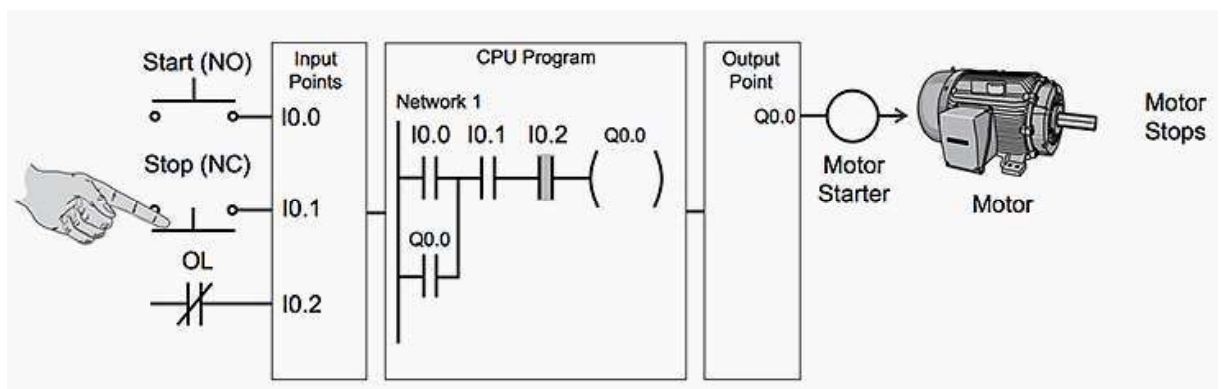 Start (NO)
I0.0
Stop (NC)
I0.1
OL
I0.2
Input
Points
CPU Program
Network 1
I0.0 I0.1 I0.2 Q0.0
Q0.0
Output
Point
Q0.0
Motor
Starter
Motor
Motor
Stops